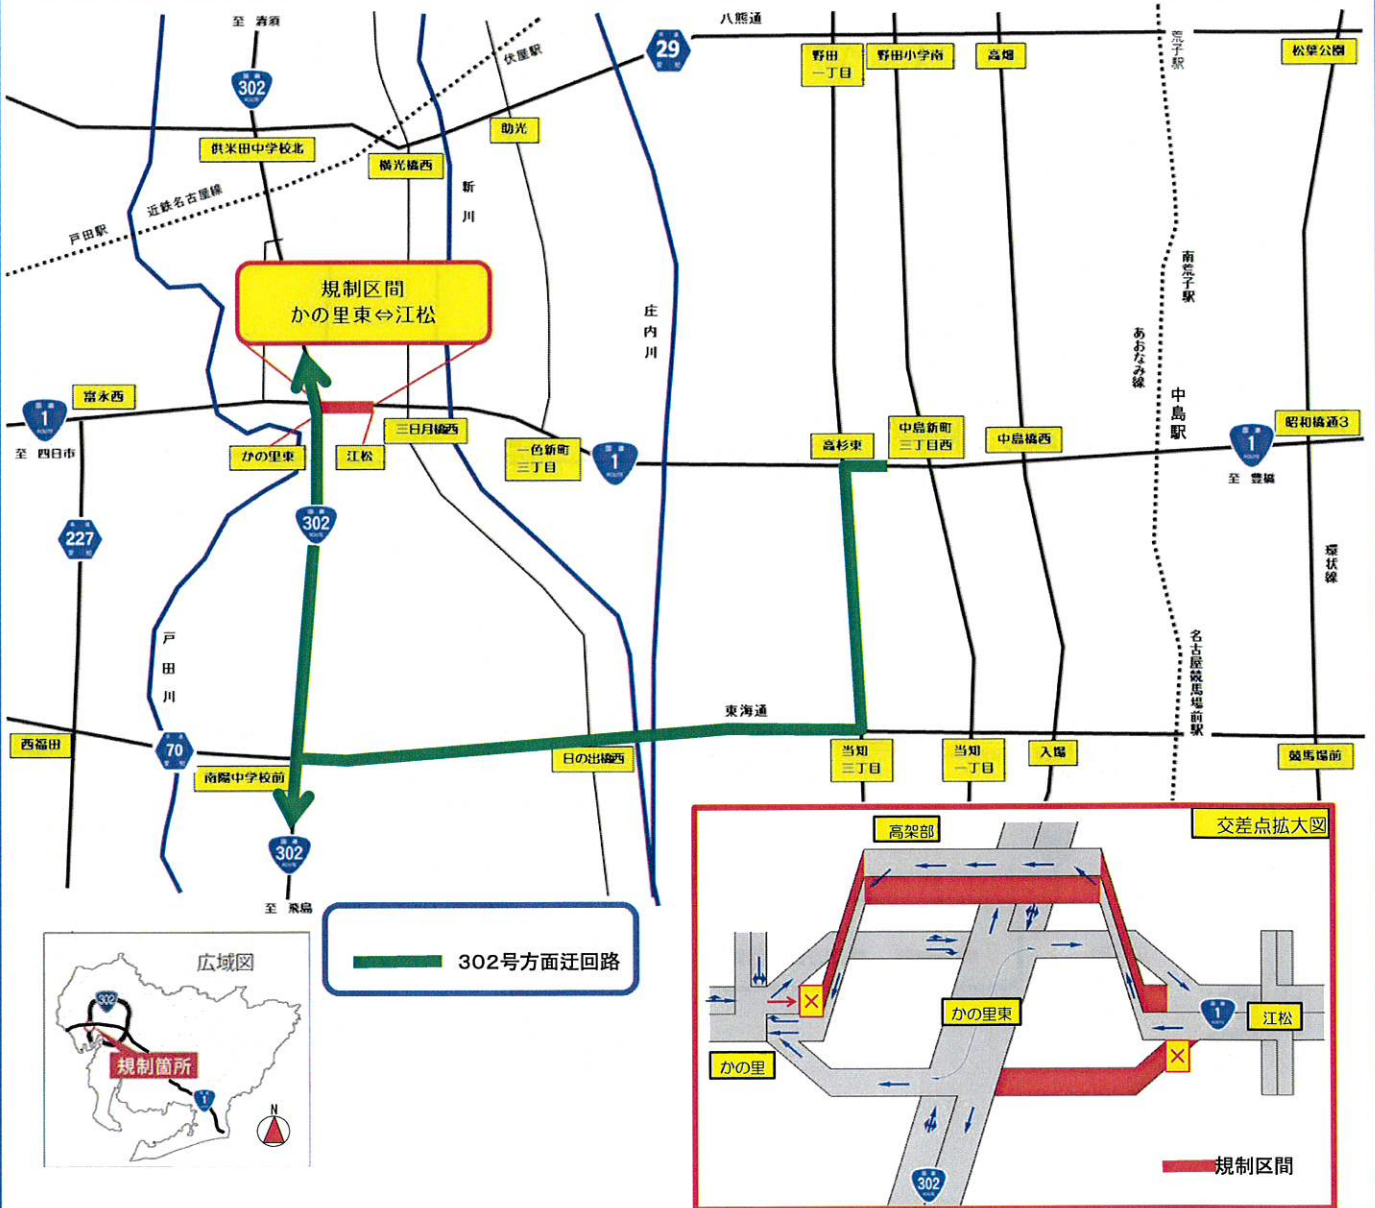 至 清須
八熊通
伏屋駅
29
302
ROUTE
野田
一丁目
野田小学南
高畑
荒子駅
松葉公園
供米田中学校北
横光橋西
助光
新川
近鉄名古屋線
戸田駅
規制区間
かの里東⇔江松
庄内川
南荒子駅
あおなみ線
中島駅
富永西
1
ROUTE
至 四日市
かの里東
江松
三日月橋西
一色新町
三丁目
1
ROUTE
高杉東
中島新町
三丁目西
中島橋西
昭和橋通3
1
ROUTE
至 豊橋
227
302
ROUTE
環状線
戸田川
名古屋競馬場前駅
東海通
西福田
70
南陽中学校前
日の出橋西
当知
三丁目
当知
一丁目
入場
競馬場前
302
ROUTE
至 飛島
302号方面迂回路
広域図
302
規制箇所
1
N
交差点拡大図
高架部
かの里東
1
江松
かの里
302
規制区間